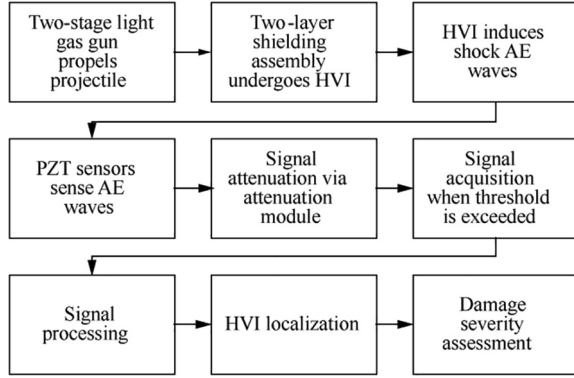 Two-stage light
gas gun
propels
projectile
Two-layer
shielding
assembly
undergoes HVI
HVI induces
shock AE
waves
PZT sensors
sense AE
waves
Signal
attenuation via
attenuation
module
Signal
acquisition
when threshold
is exceeded
Signal
processing
HVI localization
Damage
severity
assessment